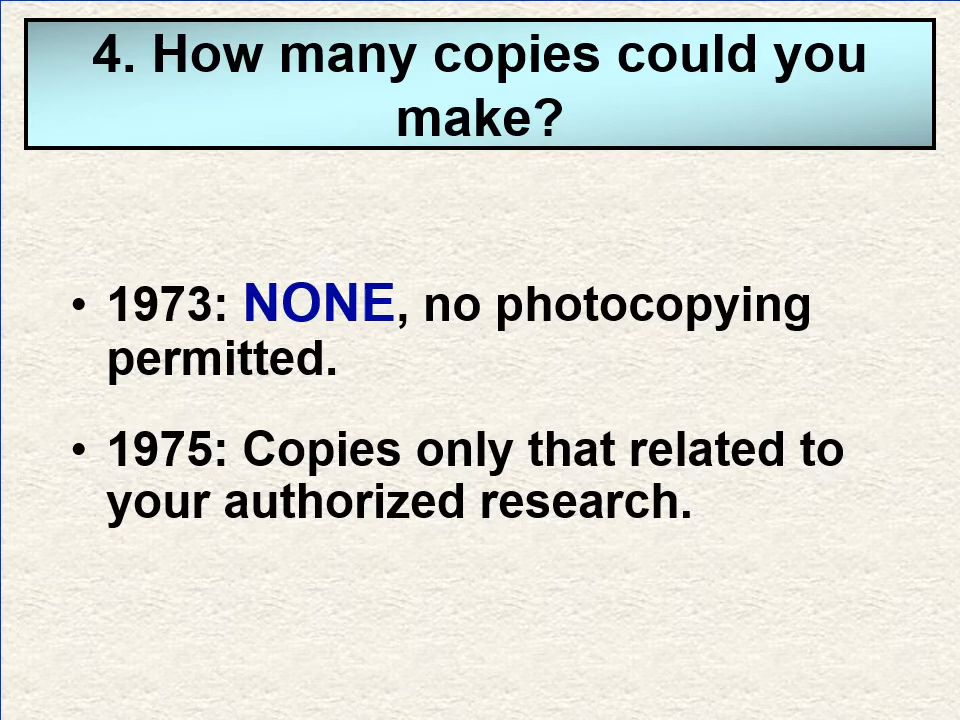 4. How many copies could you
make?
• 1973: NONE, no photocopying
permitted.
• 1975: Copies only that related to
your authorized research.